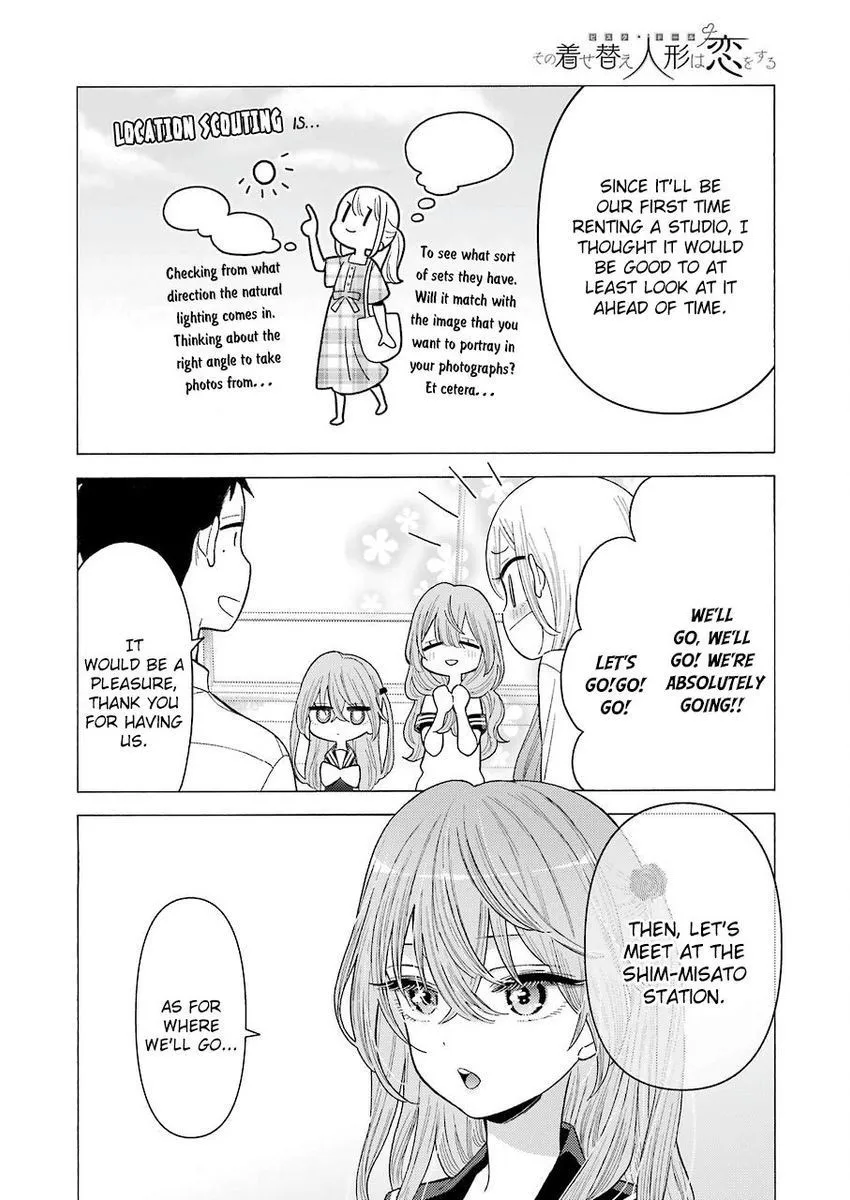 ビスク・ドール
その着せ替え人形は恋をする
SINCE IT'LL BE
OUR FIRST TIME
RENTING A STUDIO, I
THOUGHT IT WOULD
BE GOOD TO AT
LEAST LOOK AT IT
AHEAD OF TIME.
LOCATION SCOUTING IS...
To see what sort
of sets they have.
Will it match with
the image that you
want to portray in
your photographs?
Et cetera...
Checking from what
direction the natural
lighting comes in.
Thinking about the
right angle to take
photos from...
WE'LL
GO, WE'LL
GO! WE'RE
ABSOLUTELY
GOING!!
LET'S
GO!GO!
GO!
IT
WOULD BE A
PLEASURE,
THANK YOU
FOR HAVING
US.
THEN, LET'S
MEET AT THE
SHIM-MISATO
STATION.
AS FOR
WHERE
WE'LL GO...